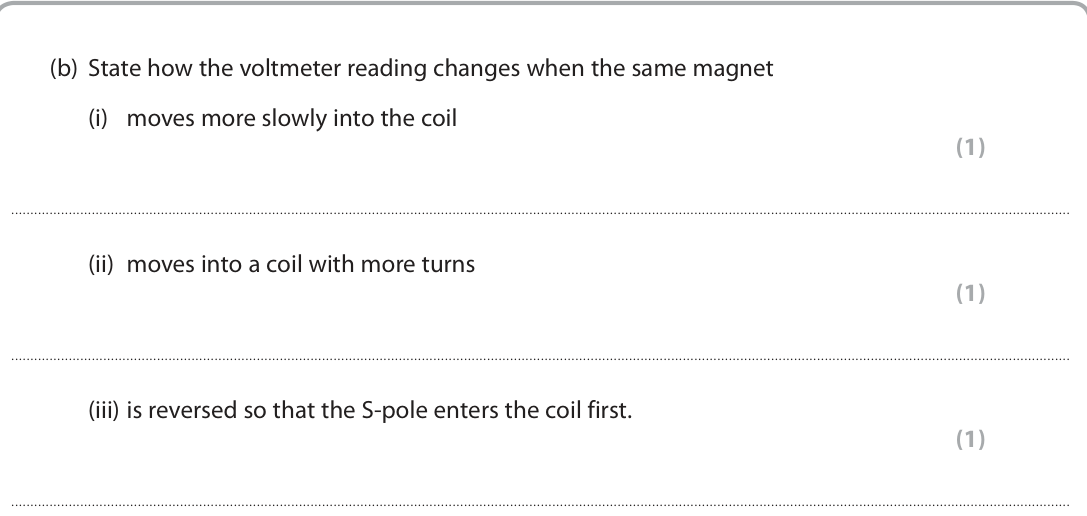 (b) State how the voltmeter reading changes when the same magnet
(i) moves more slowly into the coil
(1)
(ii) moves into a coil with more turns
(1)
(iii) is reversed so that the S-pole enters the coil first.
(1)